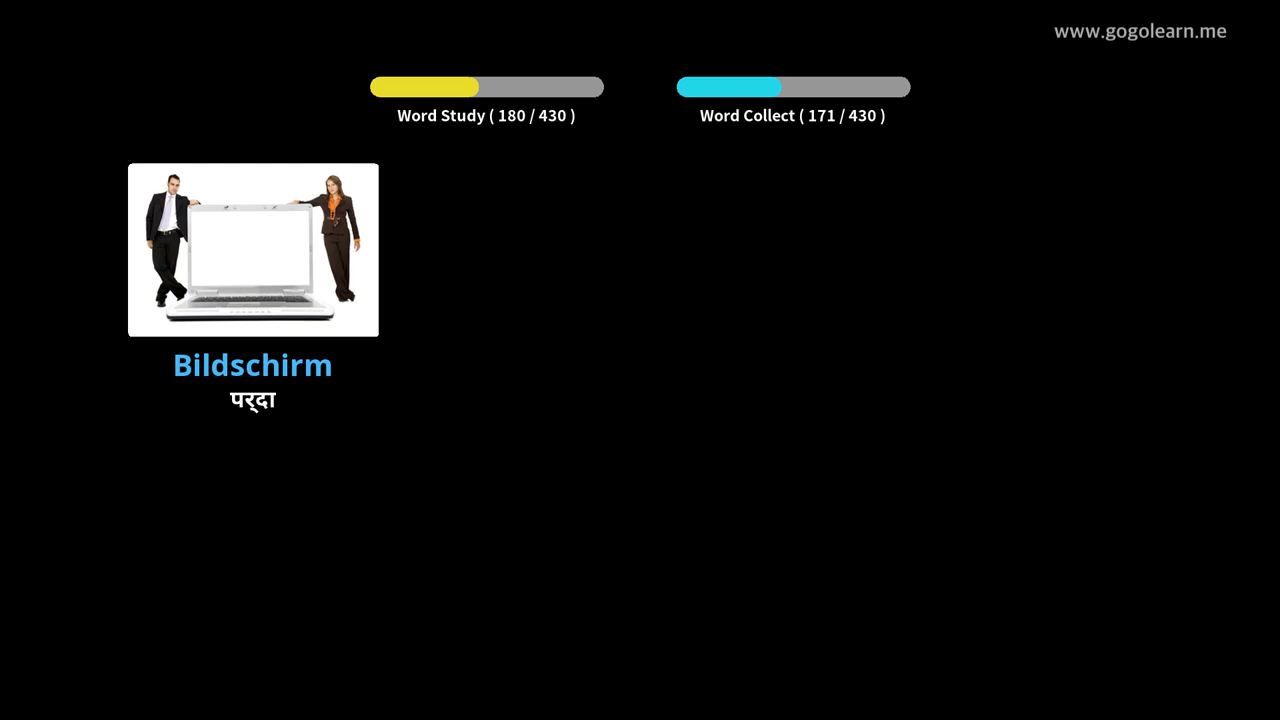 www.gogolearn.me
Word Study ( 180 / 430 )
Word Collect ( 171 / 430 )
Bildschirm
पर्‌दा